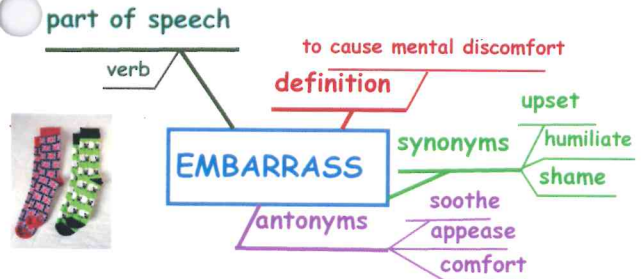 part of speech
verb
to cause mental discomfort
definition
EMBARRASS
synonyms
upset
humiliate
shame
antonyms
soothe
appease
comfort